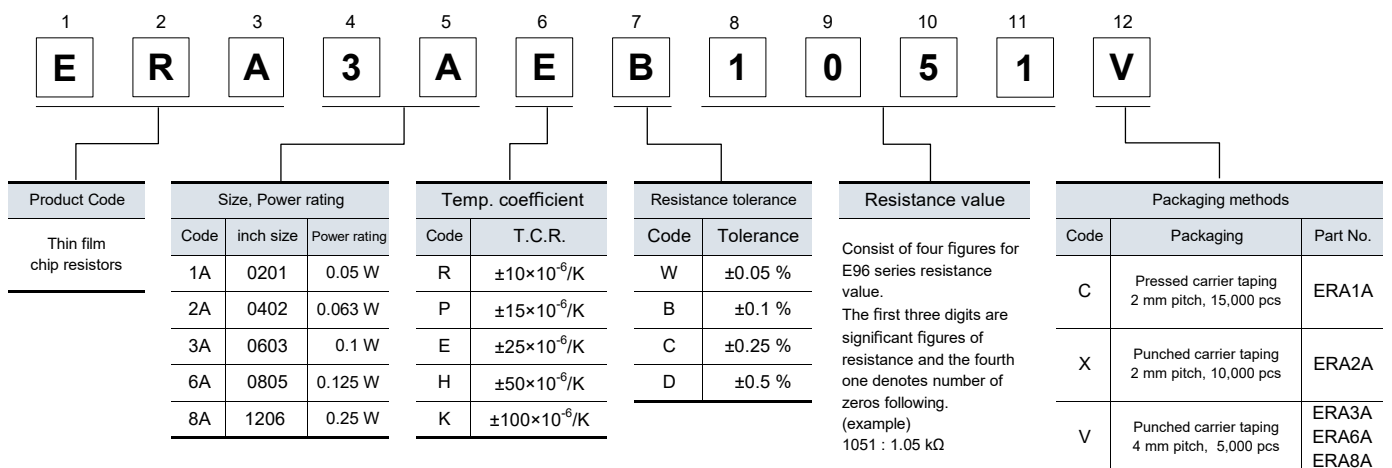 1 2 3 4 5 6 7 8 9 10 11 12
E R A 3 A E B 1 0 5 1 V
Product Code
Thin film
chip resistors
Size, Power rating
Code inch size Power rating
1A 0201 0.05 W
2A 0402 0.063 W
3A 0603 0.1 W
6A 0805 0.125 W
8A 1206 0.25 W
Temp. coefficient
Code T.C.R.
R ±10×10⁻⁶/K
P ±15×10⁻⁶/K
E ±25×10⁻⁶/K
H ±50×10⁻⁶/K
K ±100×10⁻⁶/K
Resistance tolerance
Code Tolerance
W ±0.05 %
B ±0.1 %
C ±0.25 %
D ±0.5 %
Resistance value
Consist of four figures for
E96 series resistance
value.
The first three digits are
significant figures of
resistance and the fourth
one denotes number of
zeros following.
(example)
1051 : 1.05 kΩ
Packaging methods
Code Packaging Part No.
C Pressed carrier taping
2 mm pitch, 15,000 pcs ERA1A
X Punched carrier taping
2 mm pitch, 10,000 pcs ERA2A
V Punched carrier taping
4 mm pitch, 5,000 pcs
ERA3A
ERA6A
ERA8A